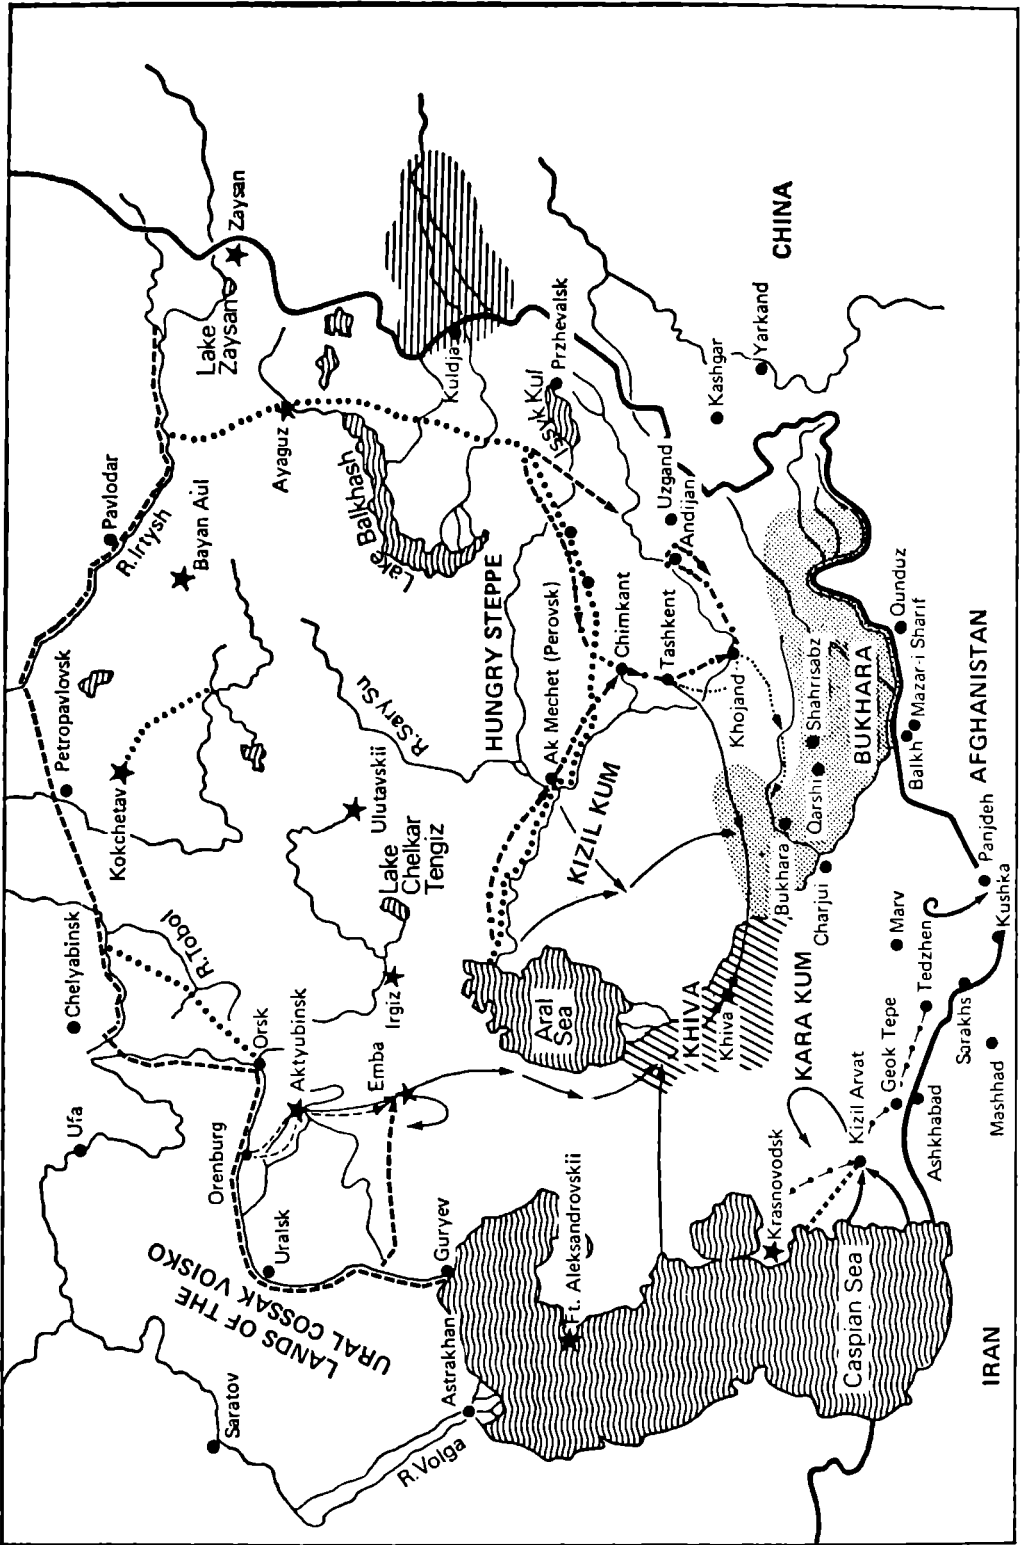 Saratov
LANDS OF THE
URAL COSSAK VOISKO
Ufa
Chelyabinsk
Petropavlovsk
Pavlodar
Orenburg
Uralsk
Orsk
R.Tobol
Kokchetav
R.Irtysh
Bayan Aul
Lake
Zaysan
Zaysan
R.Volga
Astrakhan
Guryev
Aktyubinsk
Emba
Irgiz
Lake
Chelkar
Tengiz
Ulutavskii
R.Sary Su
HUNGRY STEPPE
Ayaguz
Lake Balkhash
Kuldja
Ft. Aleksandrovskii
Aral
Sea
KIZIL KUM
Ak Mechet (Perovsk)
Chimkant
Tashkent
Issyk Kul
Przhevalsk
Uzgand
Andijan
Kashgar
Yarkand
CHINA
KHIVA
Khiva
Khojand
Krasnovodsk
KARA KUM
Bukhara
Charjui
Qarshi
Shahrisabz
BUKHARA
Caspian Sea
Kizil Arvat
Geok Tepe
Ashkhabad
Tedzhen
Marv
Sarakhs
Mashhad
Kushka
Panjdeh
Balkh
Mazar-i Sharif
Qunduz
AFGHANISTAN
IRAN